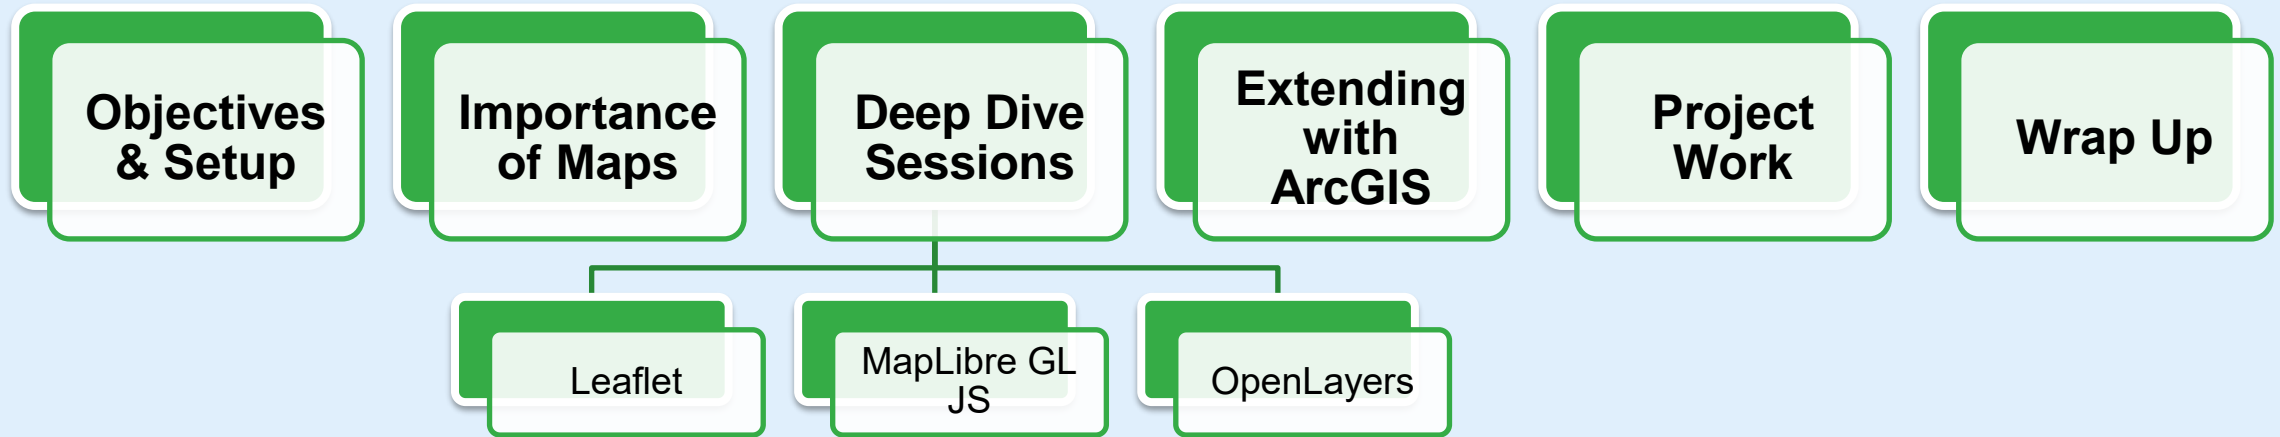 Objectives
& Setup
Importance
of Maps
Deep Dive
Sessions
Extending
with
ArcGIS
Project
Work
Wrap Up
Leaflet
MapLibre GL
JS
OpenLayers